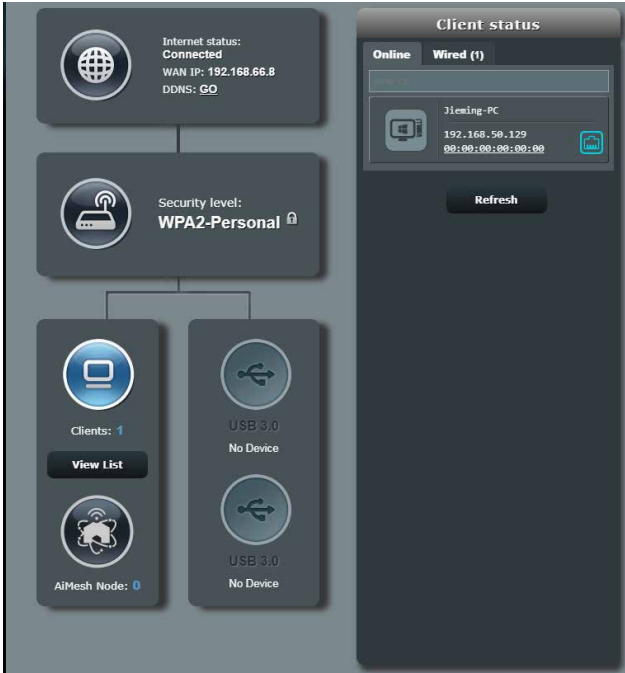 Internet status:
Connected
WAN IP: 192.168.66.8
DDNS: GO
Security level:
WPA2-Personal
Clients: 1
View List
AiMesh Node: 0
USB 3.0
No Device
USB 3.0
No Device
Client status
Online Wired (1)
Jieming-PC
192.168.50.129
00:00:00:00:00:00
Refresh